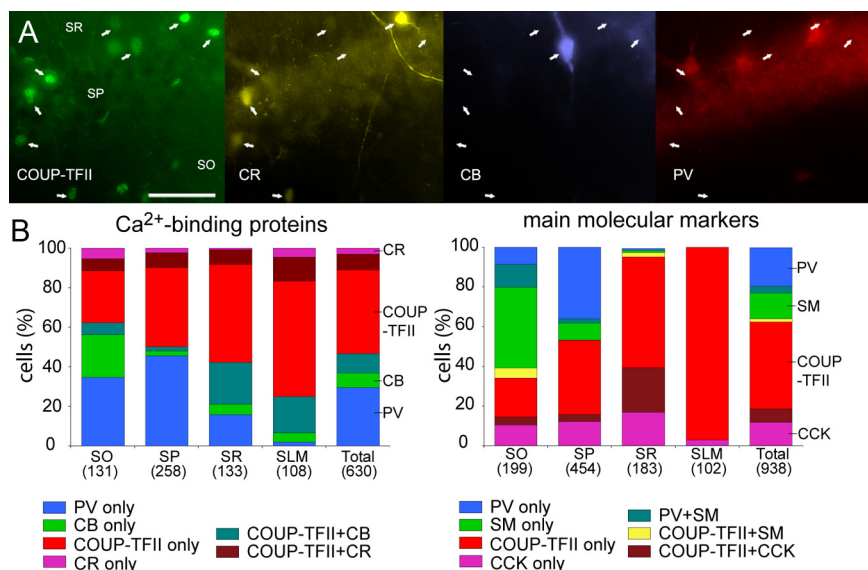 A
SR
SP
SO
COUP-TFII
CR
CB
PV
B
Ca2+-binding proteins
main molecular markers
100
80
60
40
20
0
cells (%)
CR
COUP
-TFII
CB
PV
SO SP SR SLM Total
(131) (258) (133) (108) (630)
PV only
CB only
COUP-TFII only
CR only
COUP-TFII+CB
COUP-TFII+CR
100
80
60
40
20
0
cells (%)
PV
SM
COUP
-TFII
CCK
SO SP SR SLM Total
(199) (454) (183) (102) (938)
PV only
SM only
COUP-TFII only
CCK only
PV+SM
COUP-TFII+SM
COUP-TFII+CCK